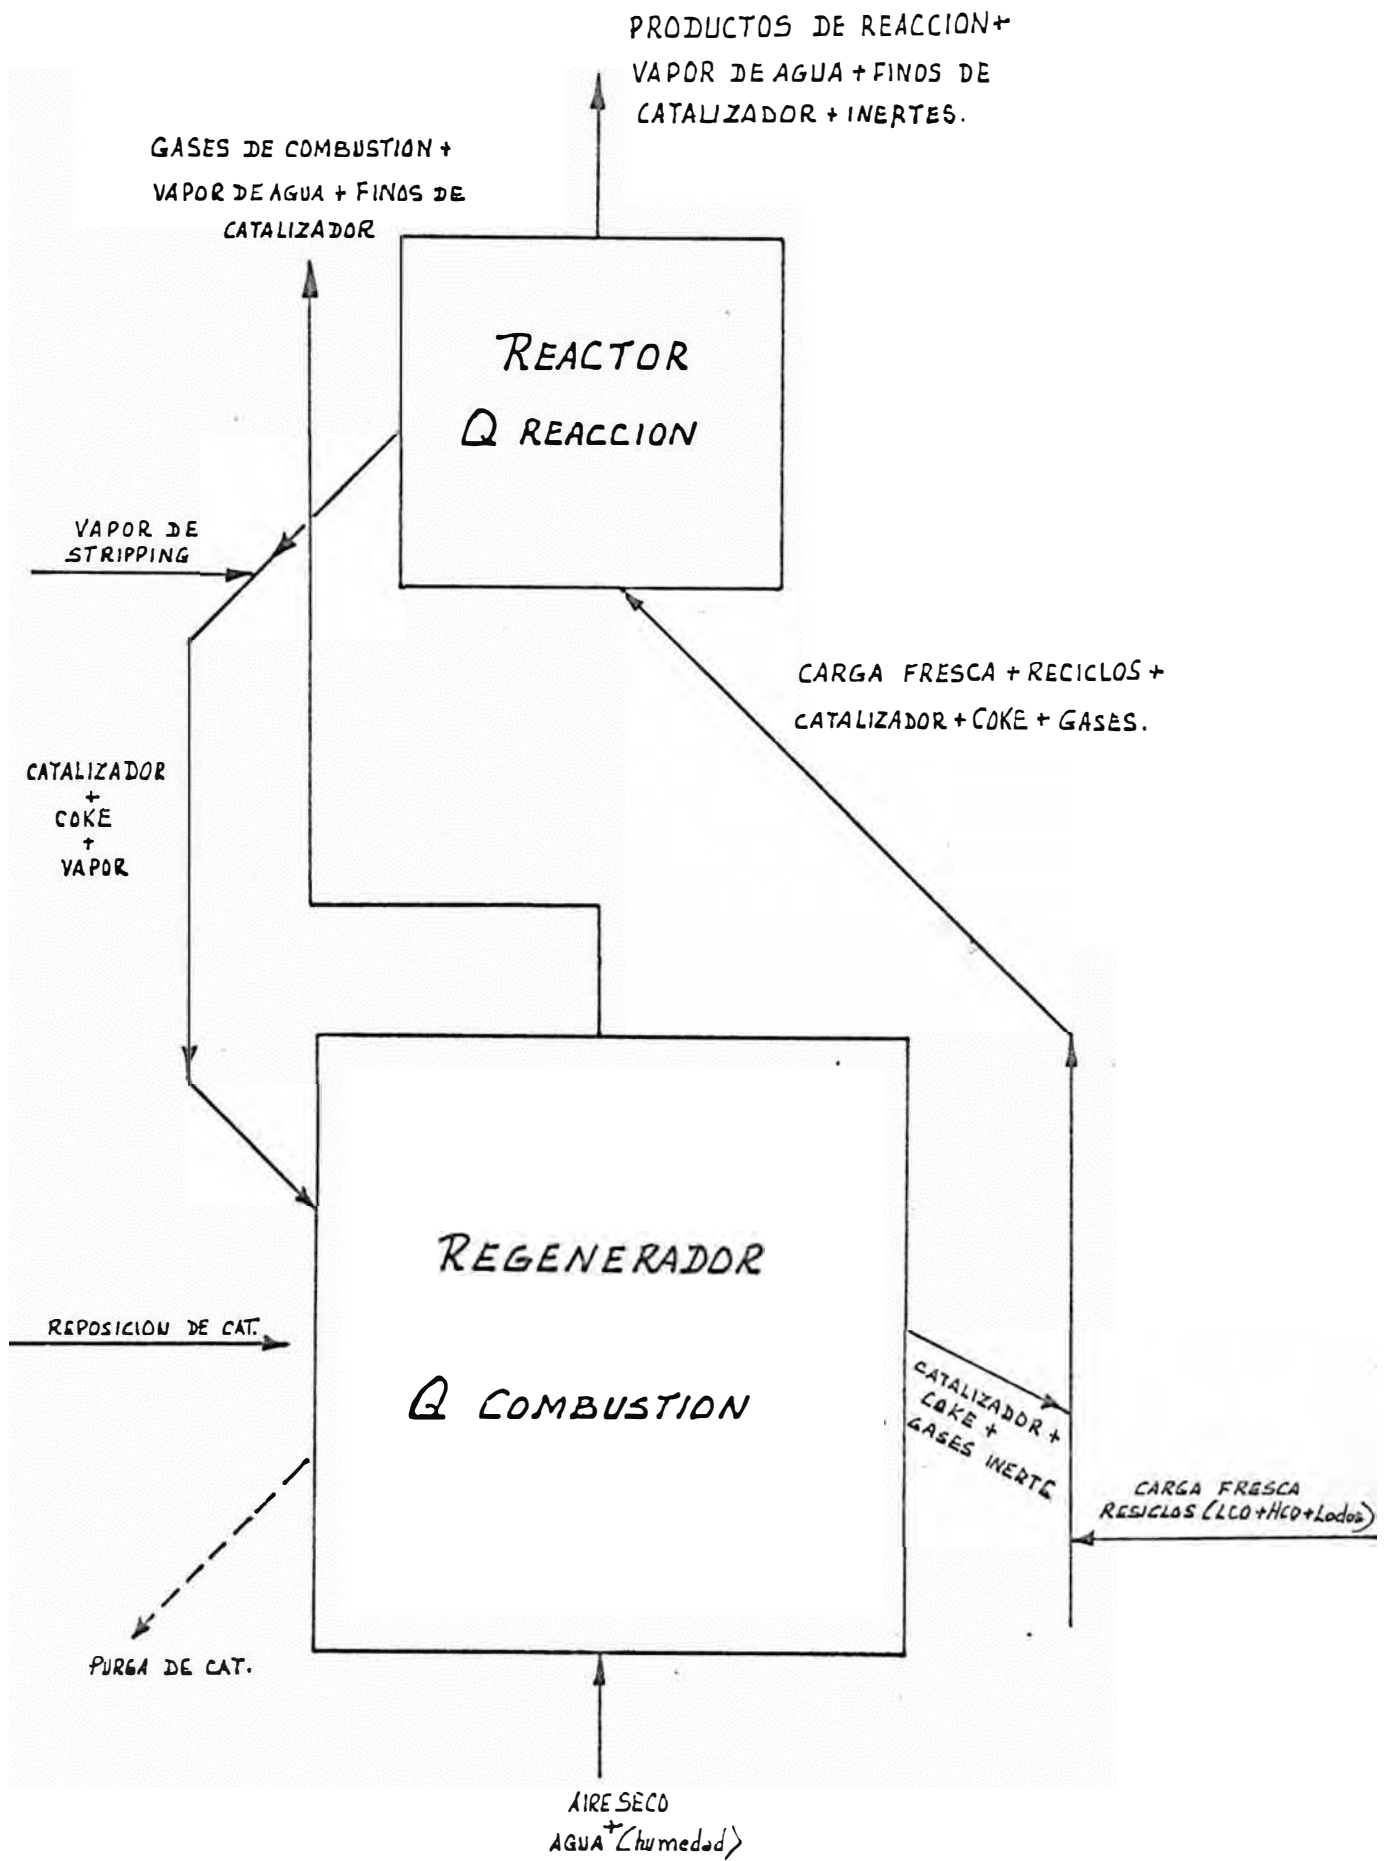 PRODUCTOS DE REACCION+
VAPOR DE AGUA + FINOS DE
CATALIZADOR + INERTES.
GASES DE COMBUSTION +
VAPOR DE AGUA + FINOS DE
CATALIZADOR
REACTOR
Q REACCION
VAPOR DE
STRIPPING
CARGA FRESCA + RECICLOS +
CATALIZADOR + COKE + GASES.
CATALIZADOR
+
COKE
+
VAPOR
REGENERADOR
Q COMBUSTION
REPOSICION DE CAT.
CATALIZADOR +
COKE +
GASES INERTE
CARGA FRESCA
RESICLOS (LCO+HCO+Lodos)
PURGA DE CAT.
AIRE SECO
+
AGUA (humedad)